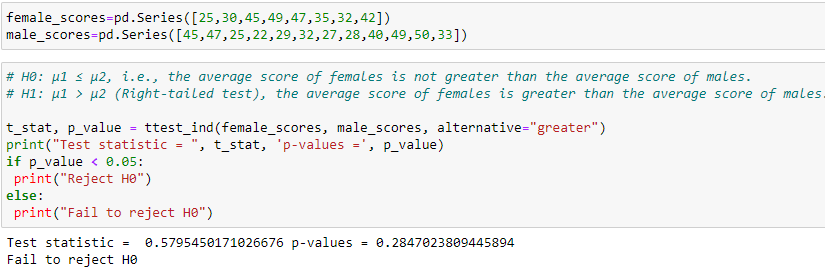 female_scores=pd.Series([25,30,45,49,47,35,32,42])
male_scores=pd.Series([45,47,25,22,29,32,27,28,40,49,50,33])
# H0: μ1 ≤ μ2, i.e., the average score of females is not greater than the average score of males.
# H1: μ1 > μ2 (Right-tailed test), the average score of females is greater than the average score of males.
t_stat, p_value = ttest_ind(female_scores, male_scores, alternative="greater")
print("Test statistic = ", t_stat, 'p-values =', p_value)
if p_value < 0.05:
 print("Reject H0")
else:
 print("Fail to reject H0")
Test statistic =  0.5795450171026676 p-values = 0.2847023809445894
Fail to reject H0